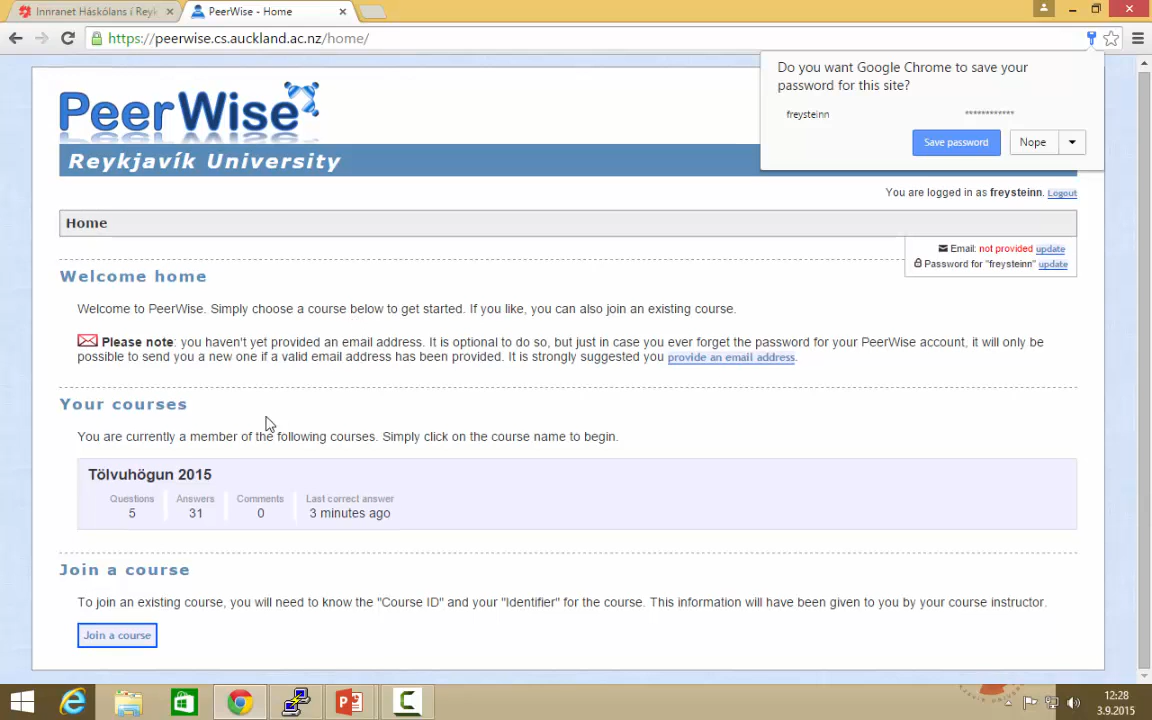 Innranet Háskólans í Reyk
PeerWise - Home
https://peerwise.cs.auckland.ac.nz/home/
Do you want Google Chrome to save your
password for this site?
freysteinn ************
Save password Nope
PeerWise
Reykjavík University
You are logged in as freysteinn. Logout
Home
Email: not provided update
Password for "freysteinn" update
Welcome home
Welcome to PeerWise. Simply choose a course below to get started. If you like, you can also join an existing course.
Please note: you haven't yet provided an email address. It is optional to do so, but just in case you ever forget the password for your PeerWise account, it will only be
possible to send you a new one if a valid email address has been provided. It is strongly suggested you provide an email address.
Your courses
You are currently a member of the following courses. Simply click on the course name to begin.
Tölvuhögun 2015
Questions Answers Comments Last correct answer
5 31 0 3 minutes ago
Join a course
To join an existing course, you will need to know the "Course ID" and your "Identifier" for the course. This information will have been given to you by your course instructor.
Join a course
12:28
3.9.2015